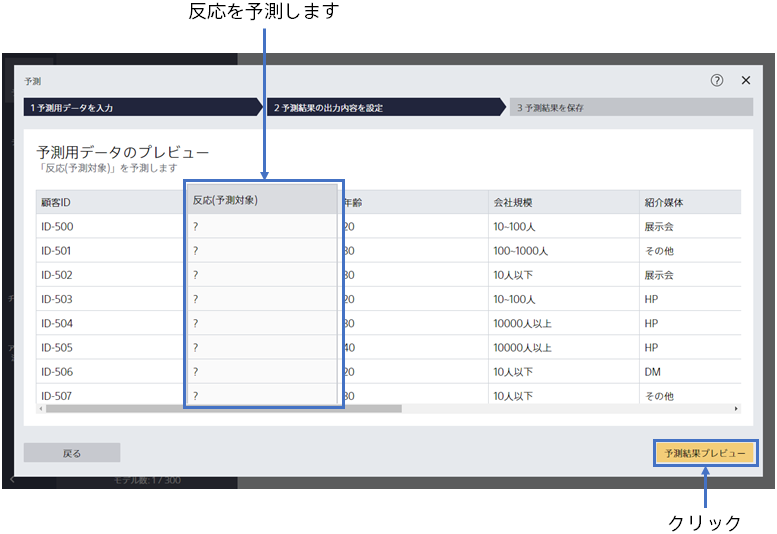 反応を予測します
予測
1 予測用データを入力
2 予測結果の出力内容を設定
3 予測結果を保存
予測用データのプレビュー
「反応(予測対象)」を予測します
顧客ID 反応(予測対象) 年齢 会社規模 紹介媒体
ID-500 ? 20 10~100人 展示会
ID-501 ? 30 100~1000人 その他
ID-502 ? 30 10人以下 展示会
ID-503 ? 20 10~100人 HP
ID-504 ? 30 10000人以上 HP
ID-505 ? 40 10000人以上 HP
ID-506 ? 20 10人以下 DM
ID-507 ? 30 10人以下 その他
戻る
予測結果プレビュー
モデル数: 17 300
クリック